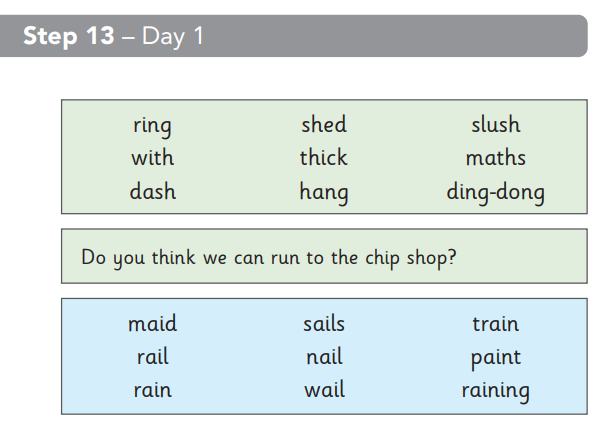 Step 13 – Day 1
ring shed slush
with thick maths
dash hang ding-dong
Do you think we can run to the chip shop?
maid sails train
rail nail paint
rain wail raining